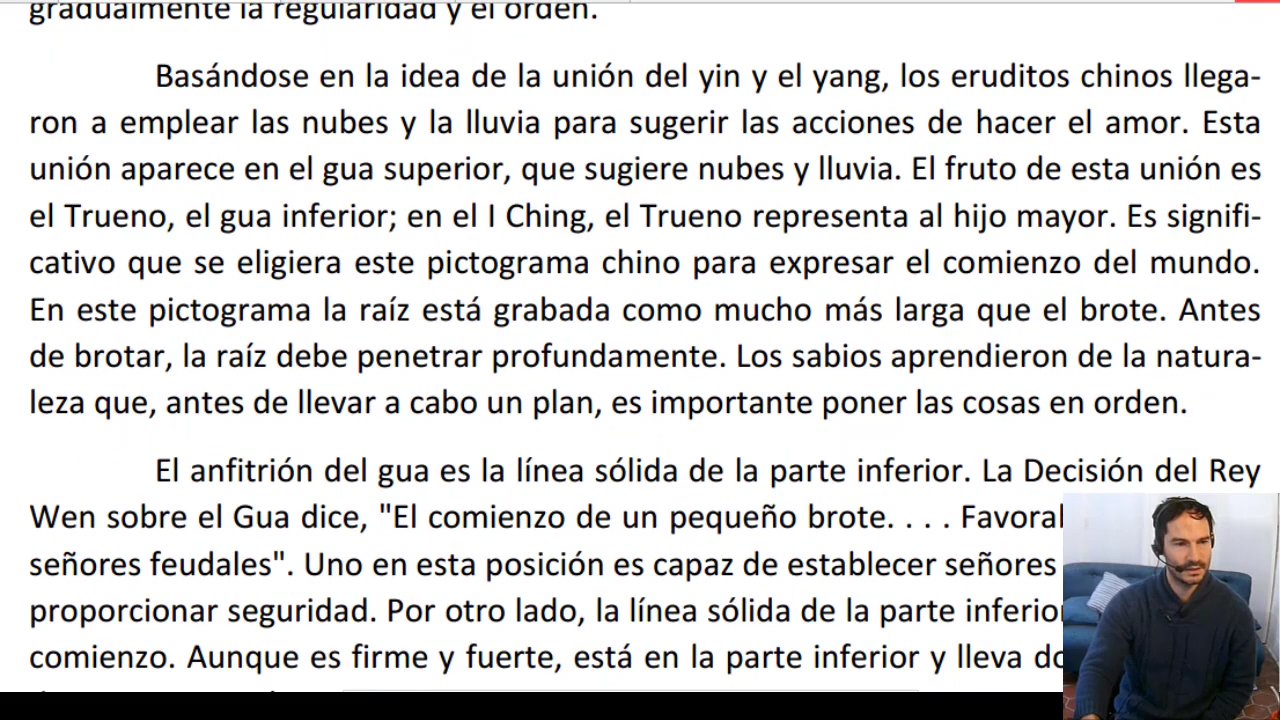 gradualmente la regularidad y el orden.
Basándose en la idea de la unión del yin y el yang, los eruditos chinos llega-
ron a emplear las nubes y la lluvia para sugerir las acciones de hacer el amor. Esta
unión aparece en el gua superior, que sugiere nubes y lluvia. El fruto de esta unión es
el Trueno, el gua inferior; en el I Ching, el Trueno representa al hijo mayor. Es signifi-
cativo que se eligiera este pictograma chino para expresar el comienzo del mundo.
En este pictograma la raíz está grabada como mucho más larga que el brote. Antes
de brotar, la raíz debe penetrar profundamente. Los sabios aprendieron de la natura-
leza que, antes de llevar a cabo un plan, es importante poner las cosas en orden.
El anfitrión del gua es la línea sólida de la parte inferior. La Decisión del Rey
Wen sobre el Gua dice, "El comienzo de un pequeño brote. . . .
señores feudales". Uno en esta posición es capaz de establecer señores
proporcionar seguridad. Por otro lado, la línea sólida de la parte
comienzo. Aunque es firme y fuerte, está en la parte inferior y lleva